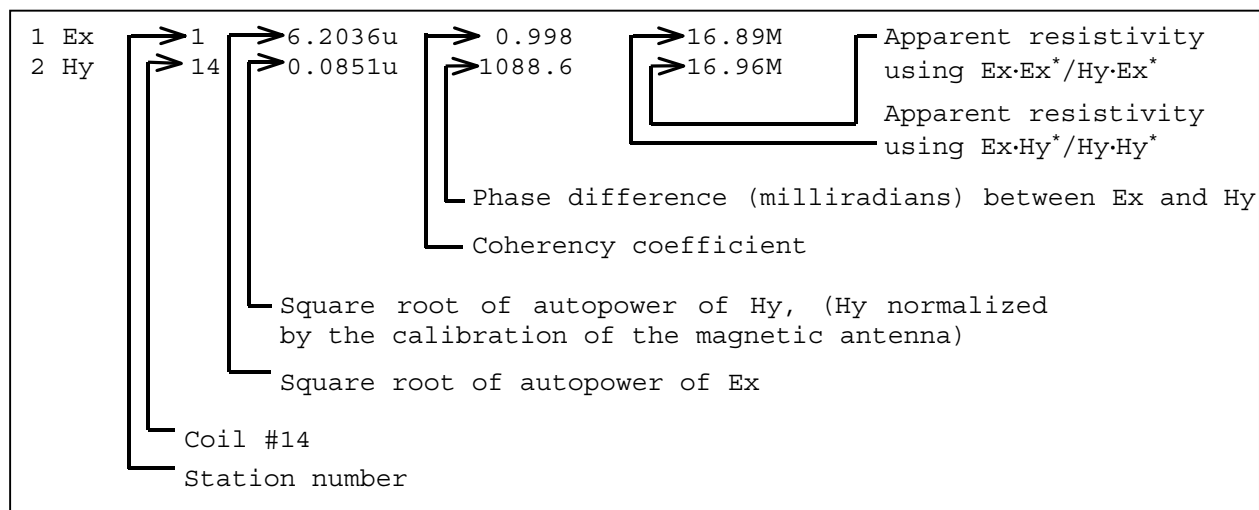 1 Ex 1 6.2036u 0.998 16.89M Apparent resistivity
2 Hy 14 0.0851u 1088.6 16.96M using Ex·Ex*/Hy·Ex*
Apparent resistivity
using Ex·Hy*/Hy·Hy*
Phase difference (milliradians) between Ex and Hy
Coherency coefficient
Square root of autopower of Hy, (Hy normalized
by the calibration of the magnetic antenna)
Square root of autopower of Ex
Coil #14
Station number